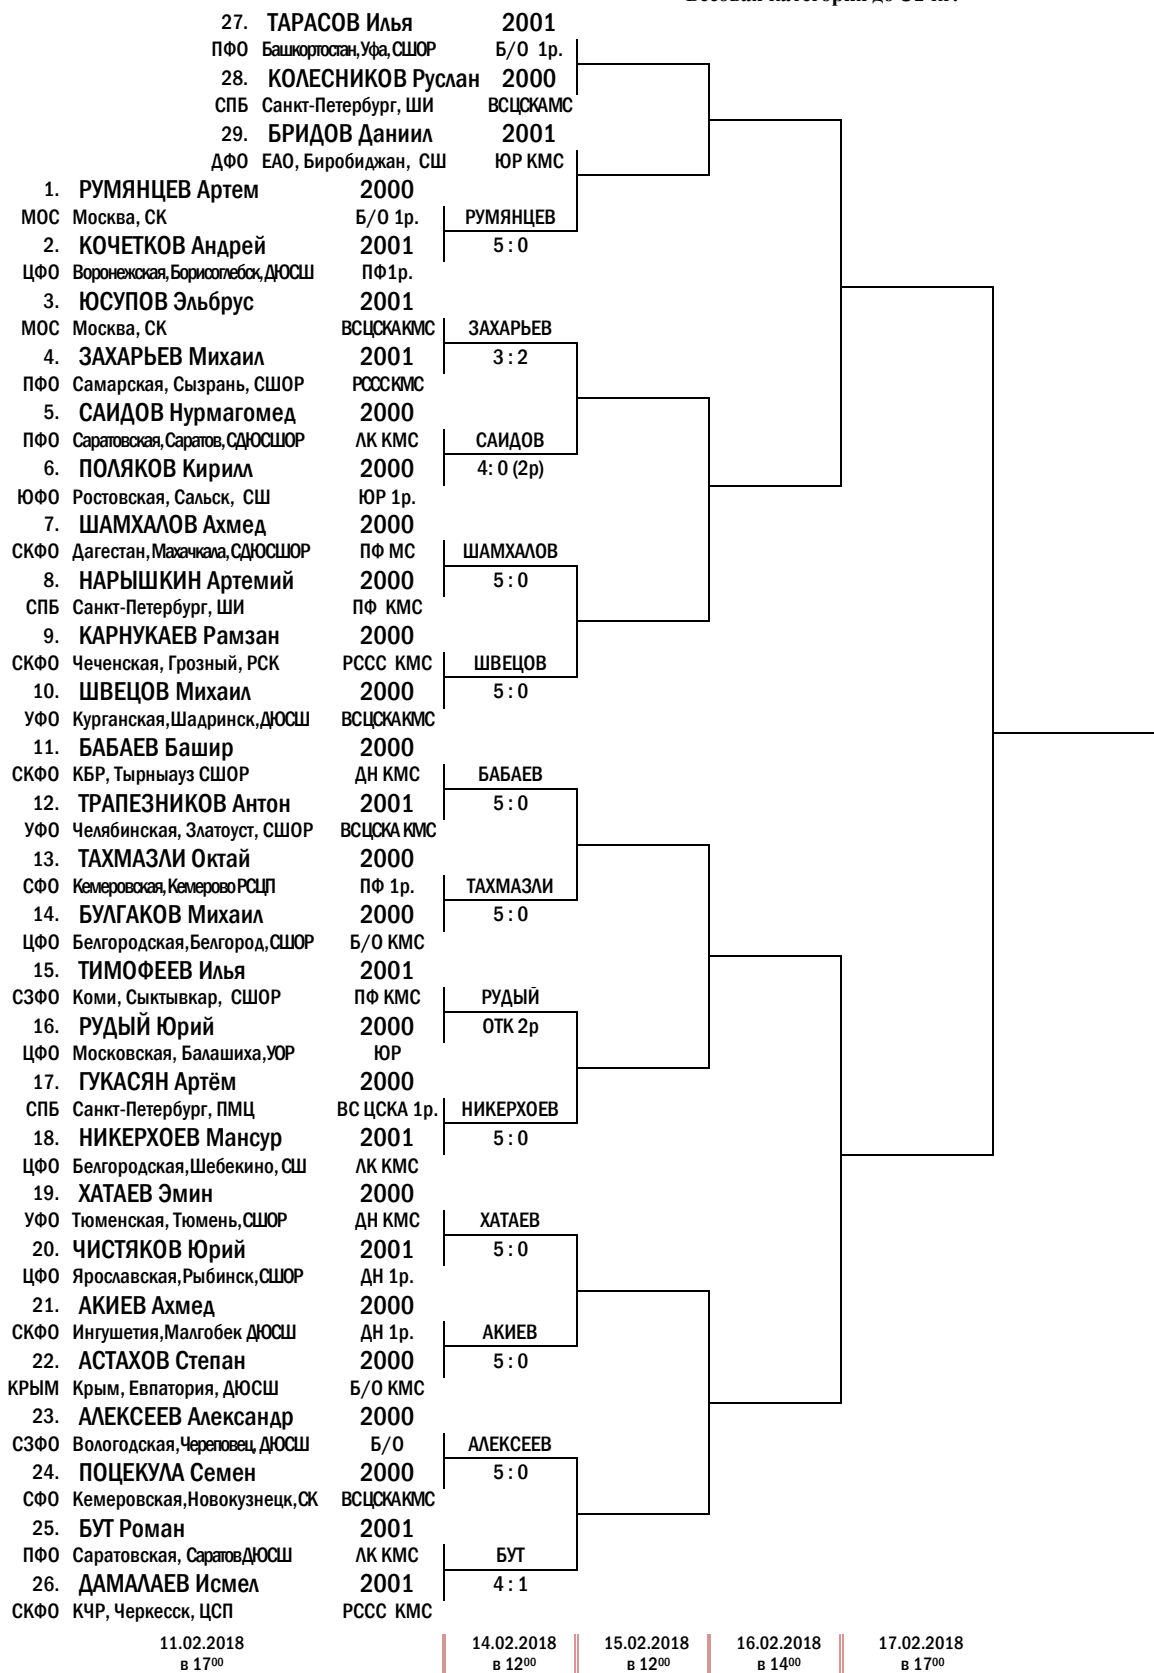 27. ТАРАСОВ Илья 2001
ПФО Башкортостан, Уфа, СШОР Б/О 1р.
28. КОЛЕСНИКОВ Руслан 2000
СПБ Санкт-Петербург, ШИ ВСЦСКАМС
29. БРИДОВ Даниил 2001
ДФО ЕАО, Биробиджан, СШ ЮР КМС
1. РУМЯНЦЕВ Артем 2000
МОС Москва, СК Б/О 1р. РУМЯНЦЕВ
2. КОЧЕТКОВ Андрей 2001 5 : 0
ЦФО Воронежская, Борисоглебск, ДЮСШ ПФ1р.
3. ЮСУПОВ Эльбрус 2001
МОС Москва, СК ВСЦСКАКМС ЗАХАРЬЕВ
4. ЗАХАРЬЕВ Михаил 2001 3 : 2
ПФО Самарская, Сызрань, СШОР РССС КМС
5. САИДОВ Нурмагомед 2000
ПФО Саратовская, Саратов, СДЮСШОР ЛК КМС САИДОВ
6. ПОЛЯКОВ Кирилл 2000 4: 0 (2р)
ЮФО Ростовская, Сальск, СШ ЮР 1р.
7. ШАМХАЛОВ Ахмед 2000
СКФО Дагестан, Махачкала, СДЮСШОР ПФ МС ШАМХАЛОВ
8. НАРЫШКИН Артемий 2000 5 : 0
СПБ Санкт-Петербург, ШИ ПФ КМС
9. КАРНУКАЕВ Рамзан 2000
СКФО Чеченская, Грозный, РСК РССС КМС ШВЕЦОВ
10. ШВЕЦОВ Михаил 2000 5 : 0
УФО Курганская, Шадринск, ДЮСШ ВСЦСКАКМС
11. БАБАЕВ Башир 2000
СКФО КБР, Тырныауз СШОР ДН КМС БАБАЕВ
12. ТРАПЕЗНИКОВ Антон 2001 5 : 0
УФО Челябинская, Златоуст, СШОР ВСЦСКА КМС
13. ТАХМАЗЛИ Октай 2000
СФО Кемеровская, Кемерово РСЦП ПФ 1р. ТАХМАЗЛИ
14. БУЛГАКОВ Михаил 2000 5 : 0
ЦФО Белгородская, Белгород, СШОР Б/О КМС
15. ТИМОФЕЕВ Илья 2001
СЗФО Коми, Сыктывкар, СШОР ПФ КМС РУДЫЙ
16. РУДЫЙ Юрий 2000 ОТК 2р
ЦФО Московская, Балашиха, УОР ЮР
17. ГУКАСЯН Артём 2000
СПБ Санкт-Петербург, ПМЦ ВС ЦСКА 1р. НИКЕРХОЕВ
18. НИКЕРХОЕВ Мансур 2001 5 : 0
ЦФО Белгородская, Шебекино, СШ ЛК КМС
19. ХАТАЕВ Эмин 2000
УФО Тюменская, Тюмень, СШОР ДН КМС ХАТАЕВ
20. ЧИСТЯКОВ Юрий 2001 5 : 0
ЦФО Ярославская, Рыбинск, СШОР ДН 1р.
21. АКИЕВ Ахмед 2000
СКФО Ингушетия, Малгобек ДЮСШ ДН 1р. АКИЕВ
22. АСТАХОВ Степан 2000 5 : 0
КРЫМ Крым, Евпатория, ДЮСШ Б/О КМС
23. АЛЕКСЕЕВ Александр 2000
СЗФО Вологодская, Череповец, ДЮСШ Б/О АЛЕКСЕЕВ
24. ПОЦЕКУЛА Семен 2000 5 : 0
СФО Кемеровская, Новокузнецк, СК ВСЦСКАКМС
25. БУТ Роман 2001
ПФО Саратовская, Саратов ДЮСШ ЛК КМС БУТ
26. ДАМАЛАЕВ Исмел 2001 4 : 1
СКФО КЧР, Черкесск, ЦСП РССС КМС
11.02.2018 14.02.2018 15.02.2018 16.02.2018 17.02.2018
в 17⁰⁰ в 12⁰⁰ в 12⁰⁰ в 14⁰⁰ в 17⁰⁰